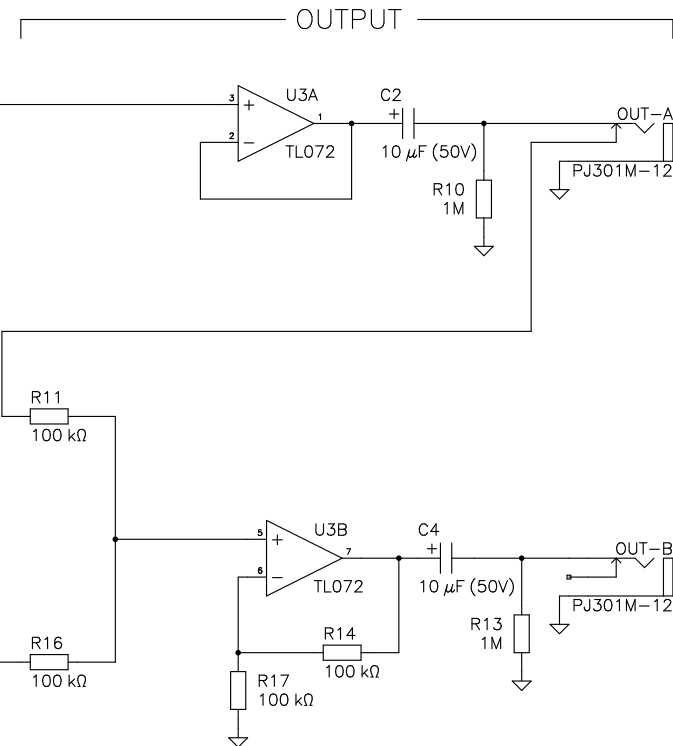 OUTPUT
U3A
3
+
2
−
1
TL072
C2
+
10 µF (50V)
R10
1M
OUT-A
PJ301M-12
R11
100 kΩ
U3B
5
+
6
−
7
TL072
C4
+
10 µF (50V)
R13
1M
OUT-B
PJ301M-12
R16
100 kΩ
R14
100 kΩ
R17
100 kΩ